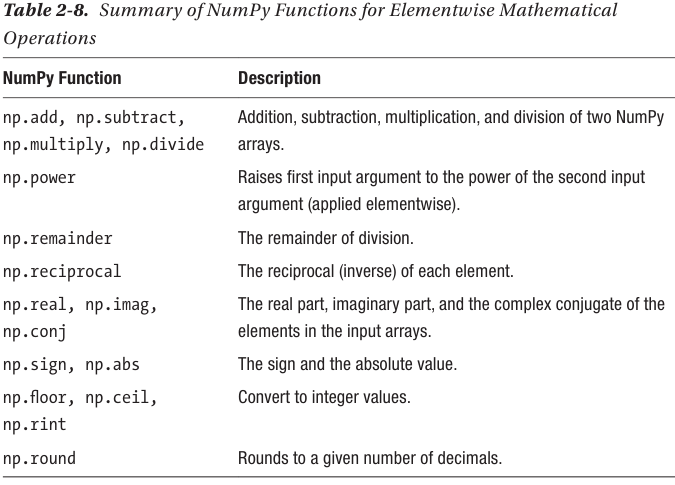 Table 2-8. Summary of NumPy Functions for Elementwise Mathematical
Operations
NumPy Function Description
np.add, np.subtract, Addition, subtraction, multiplication, and division of two NumPy
np.multiply, np.divide arrays.
np.power Raises first input argument to the power of the second input
argument (applied elementwise).
np.remainder The remainder of division.
np.reciprocal The reciprocal (inverse) of each element.
np.real, np.imag, The real part, imaginary part, and the complex conjugate of the
np.conj elements in the input arrays.
np.sign, np.abs The sign and the absolute value.
np.floor, np.ceil, Convert to integer values.
np.rint
np.round Rounds to a given number of decimals.